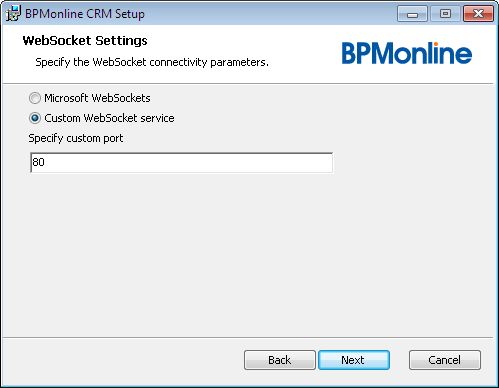 BPMonline CRM Setup
WebSocket Settings
Specify the WebSocket connectivity parameters.
BPMonline
Microsoft WebSockets
Custom WebSocket service
Specify custom port
80
Back
Next
Cancel